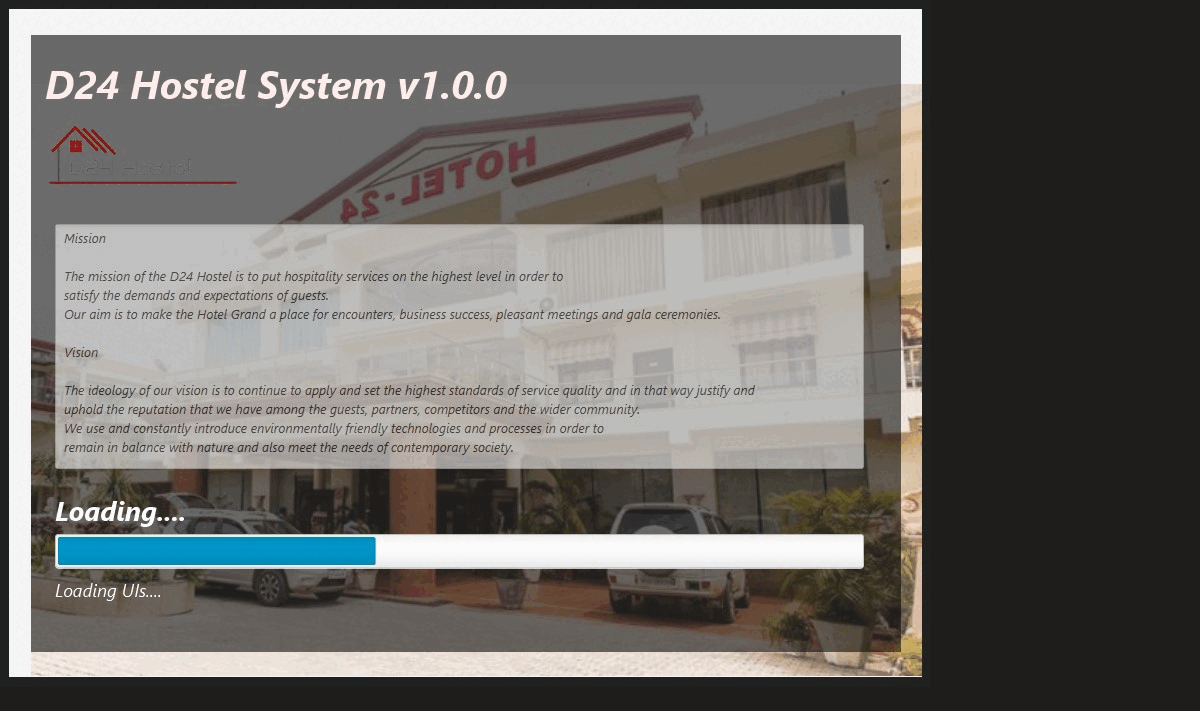 D24 Hostel System v1.0.0
D24 Hostel
HOTEL-24
Mission
The mission of the D24 Hostel is to put hospitality services on the highest level in order to
satisfy the demands and expectations of guests.
Our aim is to make the Hotel Grand a place for encounters, business success, pleasant meetings and gala ceremonies.
Vision
The ideology of our vision is to continue to apply and set the highest standards of service quality and in that way justify and
uphold the reputation that we have among the guests, partners, competitors and the wider community.
We use and constantly introduce environmentally friendly technologies and processes in order to
remain in balance with nature and also meet the needs of contemporary society.
Loading....
Loading UIs....